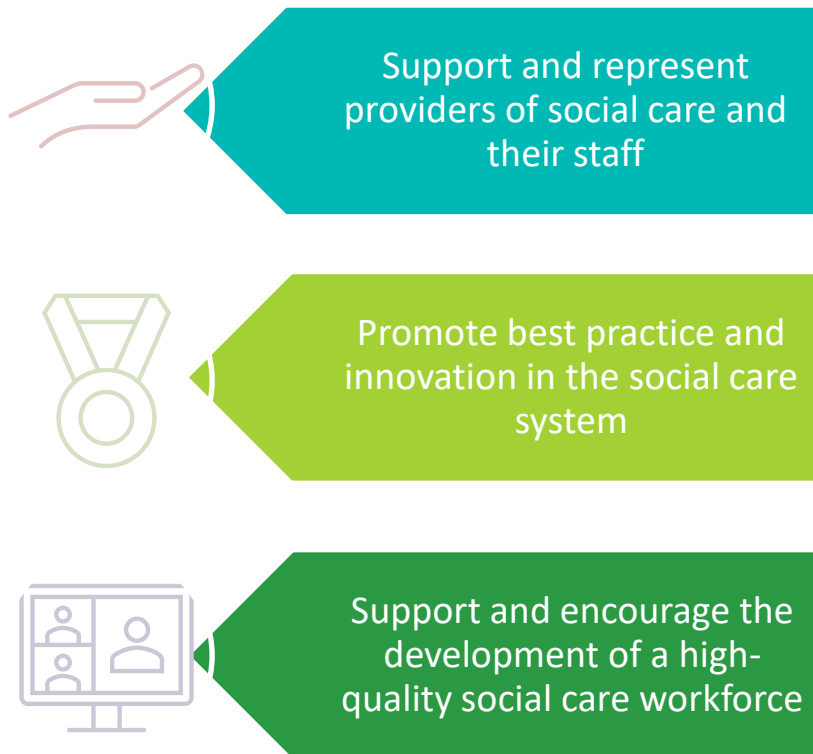 Support and represent
providers of social care and
their staff
Promote best practice and
innovation in the social care
system
Support and encourage the
development of a high-
quality social care workforce